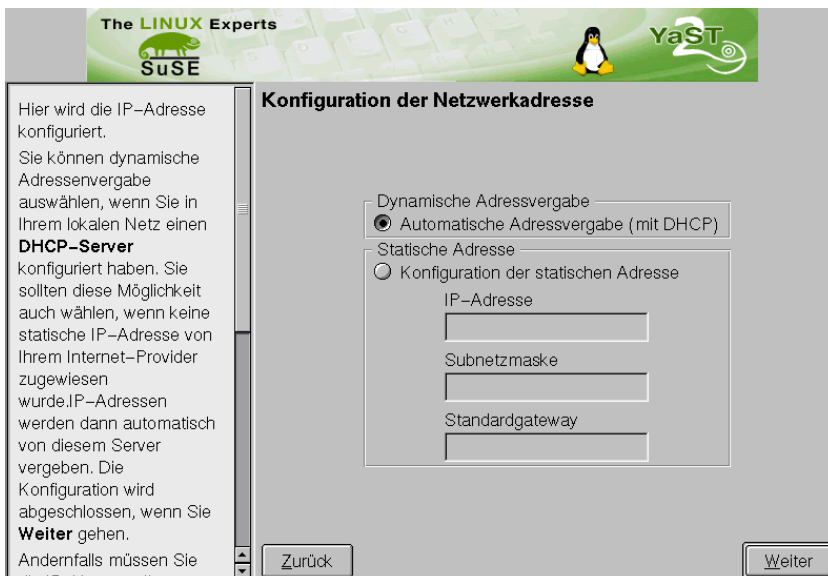 The LINUX Experts
SuSE
YaST
2
Hier wird die IP–Adresse
konfiguriert.
Sie können dynamische
Adressenvergabe
auswählen, wenn Sie in
Ihrem lokalen Netz einen
DHCP–Server
konfiguriert haben. Sie
sollten diese Möglichkeit
auch wählen, wenn keine
statische IP–Adresse von
Ihrem Internet–Provider
zugewiesen
wurde.IP–Adressen
werden dann automatisch
von diesem Server
vergeben. Die
Konfiguration wird
abgeschlossen, wenn Sie
Weiter gehen.
Andernfalls müssen Sie
Konfiguration der Netzwerkadresse
Dynamische Adressvergabe
Automatische Adressvergabe (mit DHCP)
Statische Adresse
Konfiguration der statischen Adresse
IP–Adresse
Subnetzmaske
Standardgateway
Zurück
Weiter